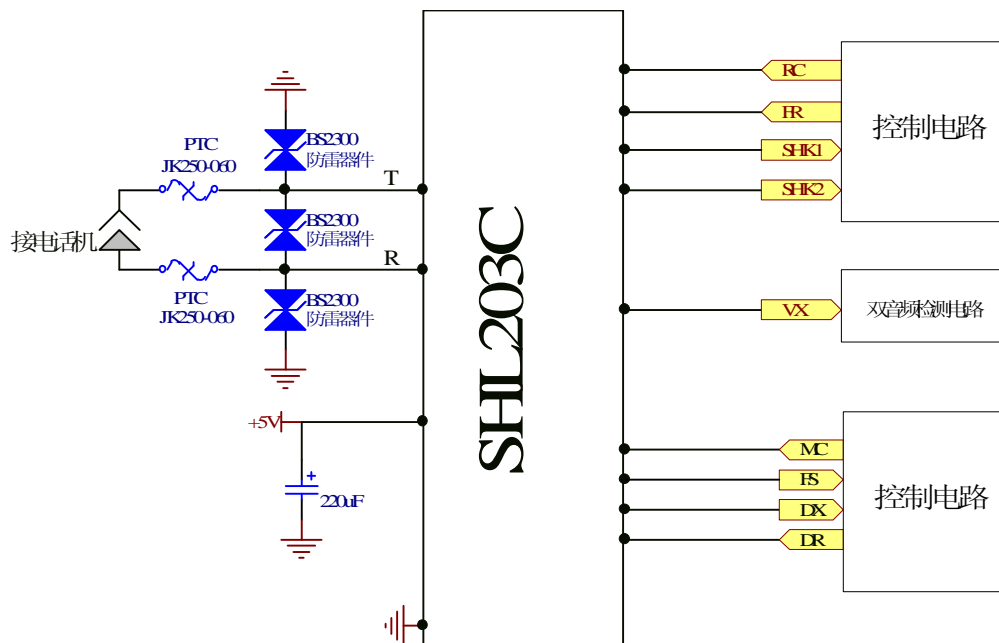 PTC
JK250-060
BS2300
防雷器件
T
接电话机
BS2300
防雷器件
R
PTC
JK250-060
BS2300
防雷器件
+5V
+
220uF
SHL203C
RC
FR
SHK1
SHK2
控制电路
VX
双音频检测电路
MC
FS
DX
DR
控制电路